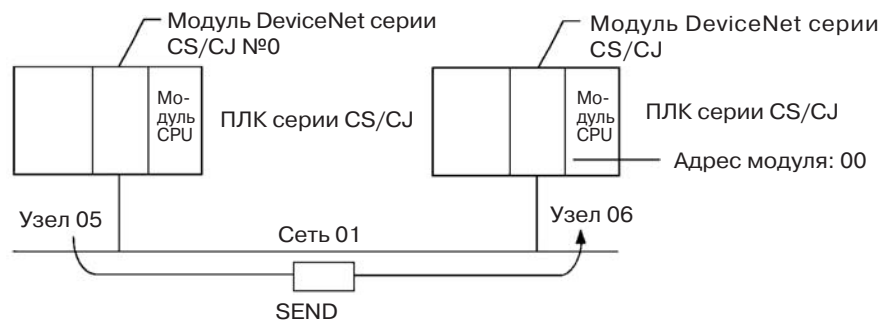 Модуль DeviceNet серии
CS/CJ №0
Мо-
дуль
CPU
ПЛК серии CS/CJ
Модуль DeviceNet серии
CS/CJ
Мо-
дуль
CPU
ПЛК серии CS/CJ
Адрес модуля: 00
Узел 05
Сеть 01
Узел 06
SEND